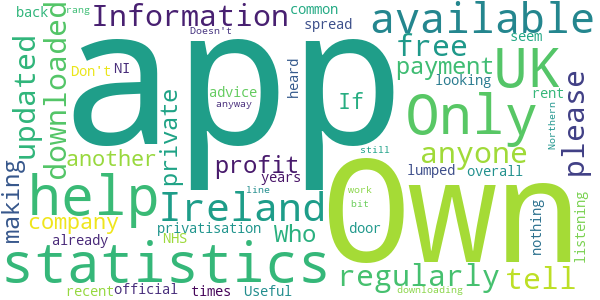 back
rang
Information
common
spread
available
Doesn't
downloaded
updated
Don't
NI
app
heard
free
seem
UK
payment
looking
rent
advice
anyway
If
Only
private
please
Northern
another
profit
anyone
still
years
lumped
overall
making
help
Ireland
Own
line
work
bit
listening
company
privatisation
Who
door
nothing
already
NHS
statistics
regularly
tell
recent
official
times
Useful
downloading